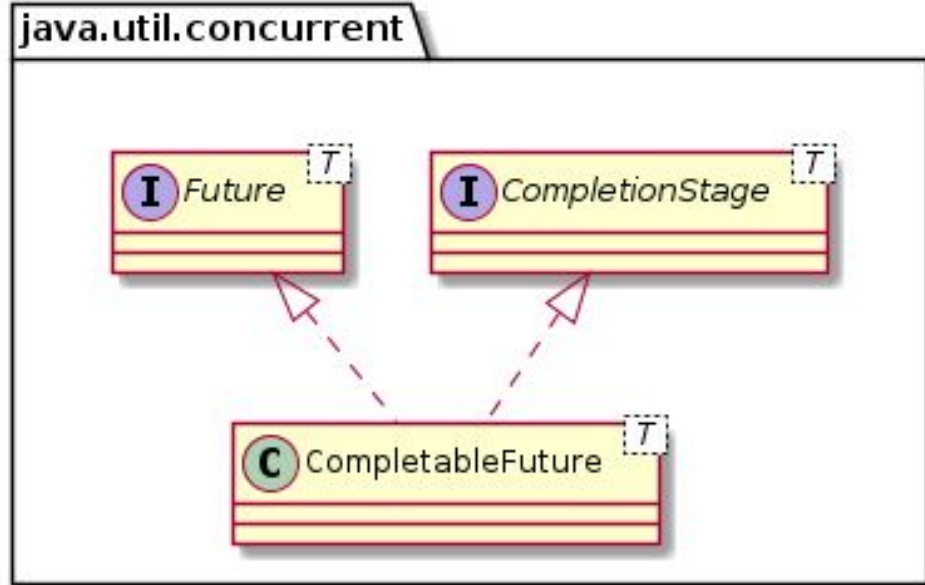 java.util.concurrent
T
I Future
T
I CompletionStage
T
C CompletableFuture